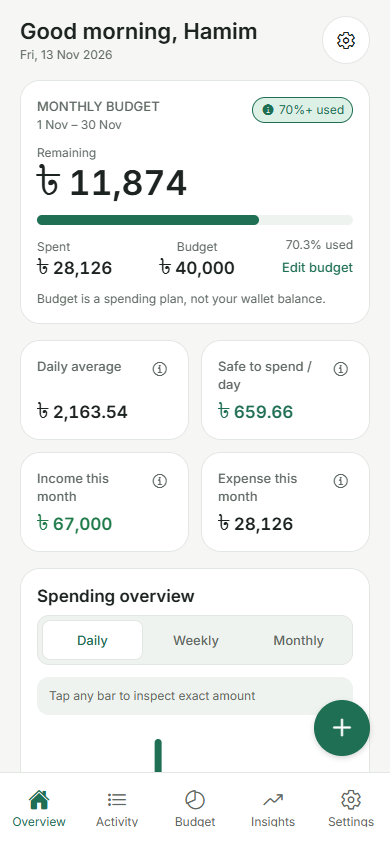 Good morning, Hamim
Fri, 13 Nov 2026
MONTHLY BUDGET
70%+ used
1 Nov – 30 Nov
Remaining
৳ 11,874
Spent
Budget
70.3% used
৳ 28,126
৳ 40,000
Edit budget
Budget is a spending plan, not your wallet balance.
Daily average
৳ 2,163.54
Safe to spend /
day
৳ 659.66
Income this
month
৳ 67,000
Expense this
month
৳ 28,126
Spending overview
Daily
Weekly
Monthly
Tap any bar to inspect exact amount
Overview
Activity
Budget
Insights
Settings